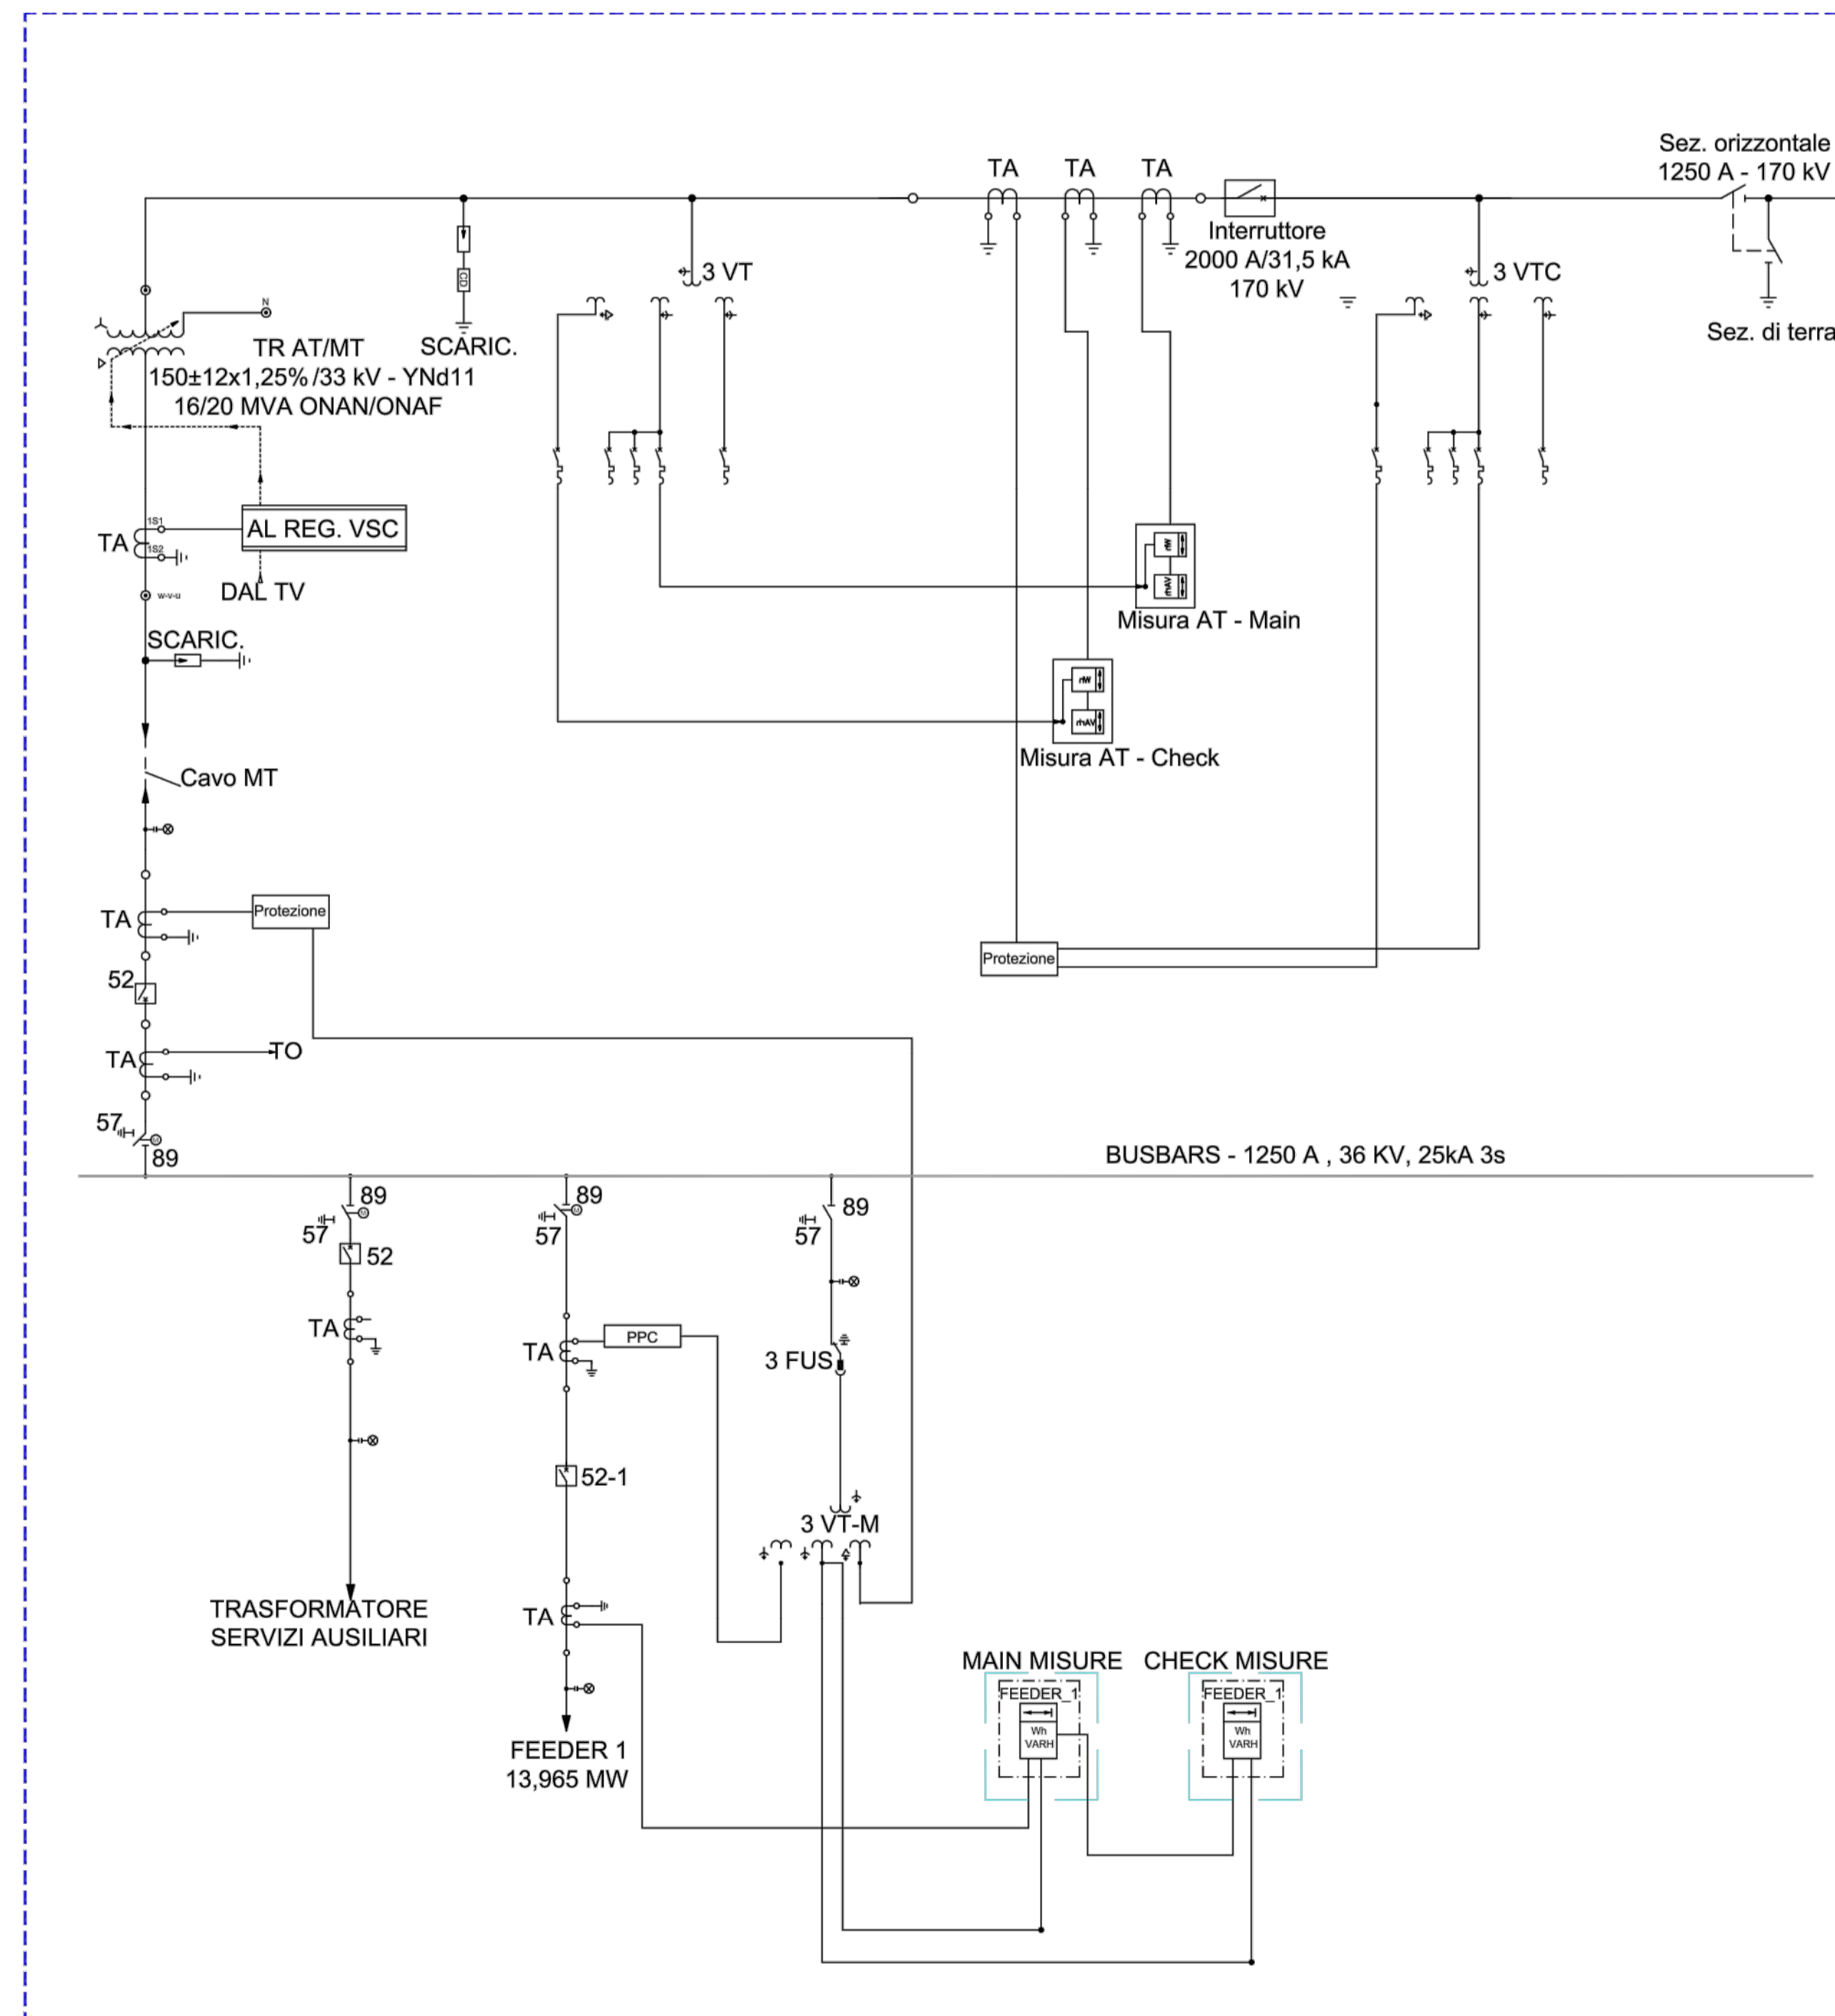 Sez. orizzontale
1250 A - 170 kV
TA
TA
TA
Interruttore
2000 A/31,5 kA
170 kV
3 VT
3 VTC
Sez. di terra
N
TR AT/MT
SCARIC.
150±12x1,25% /33 kV - YNd11
16/20 MVA ONAN/ONAF
CD
1S1
TA
1S2
AL REG. VSC
DAL TV
w-v-u
SCARIC.
Misura AT - Main
Misura AT - Check
Cavo MT
TA
Protezione
Protezione
52
TA
TO
57
M
89
BUSBARS - 1250 A , 36 KV, 25kA 3s
89
M
57
52
TA
89
M
57
TA
PPC
52-1
TA
89
57
3 FUS
3 VT-M
TRASFORMATORE
SERVIZI AUSILIARI
FEEDER 1
13,965 MW
MAIN MISURE
CHECK MISURE
FEEDER_1
Wh
VARH
FEEDER_1
Wh
VARH